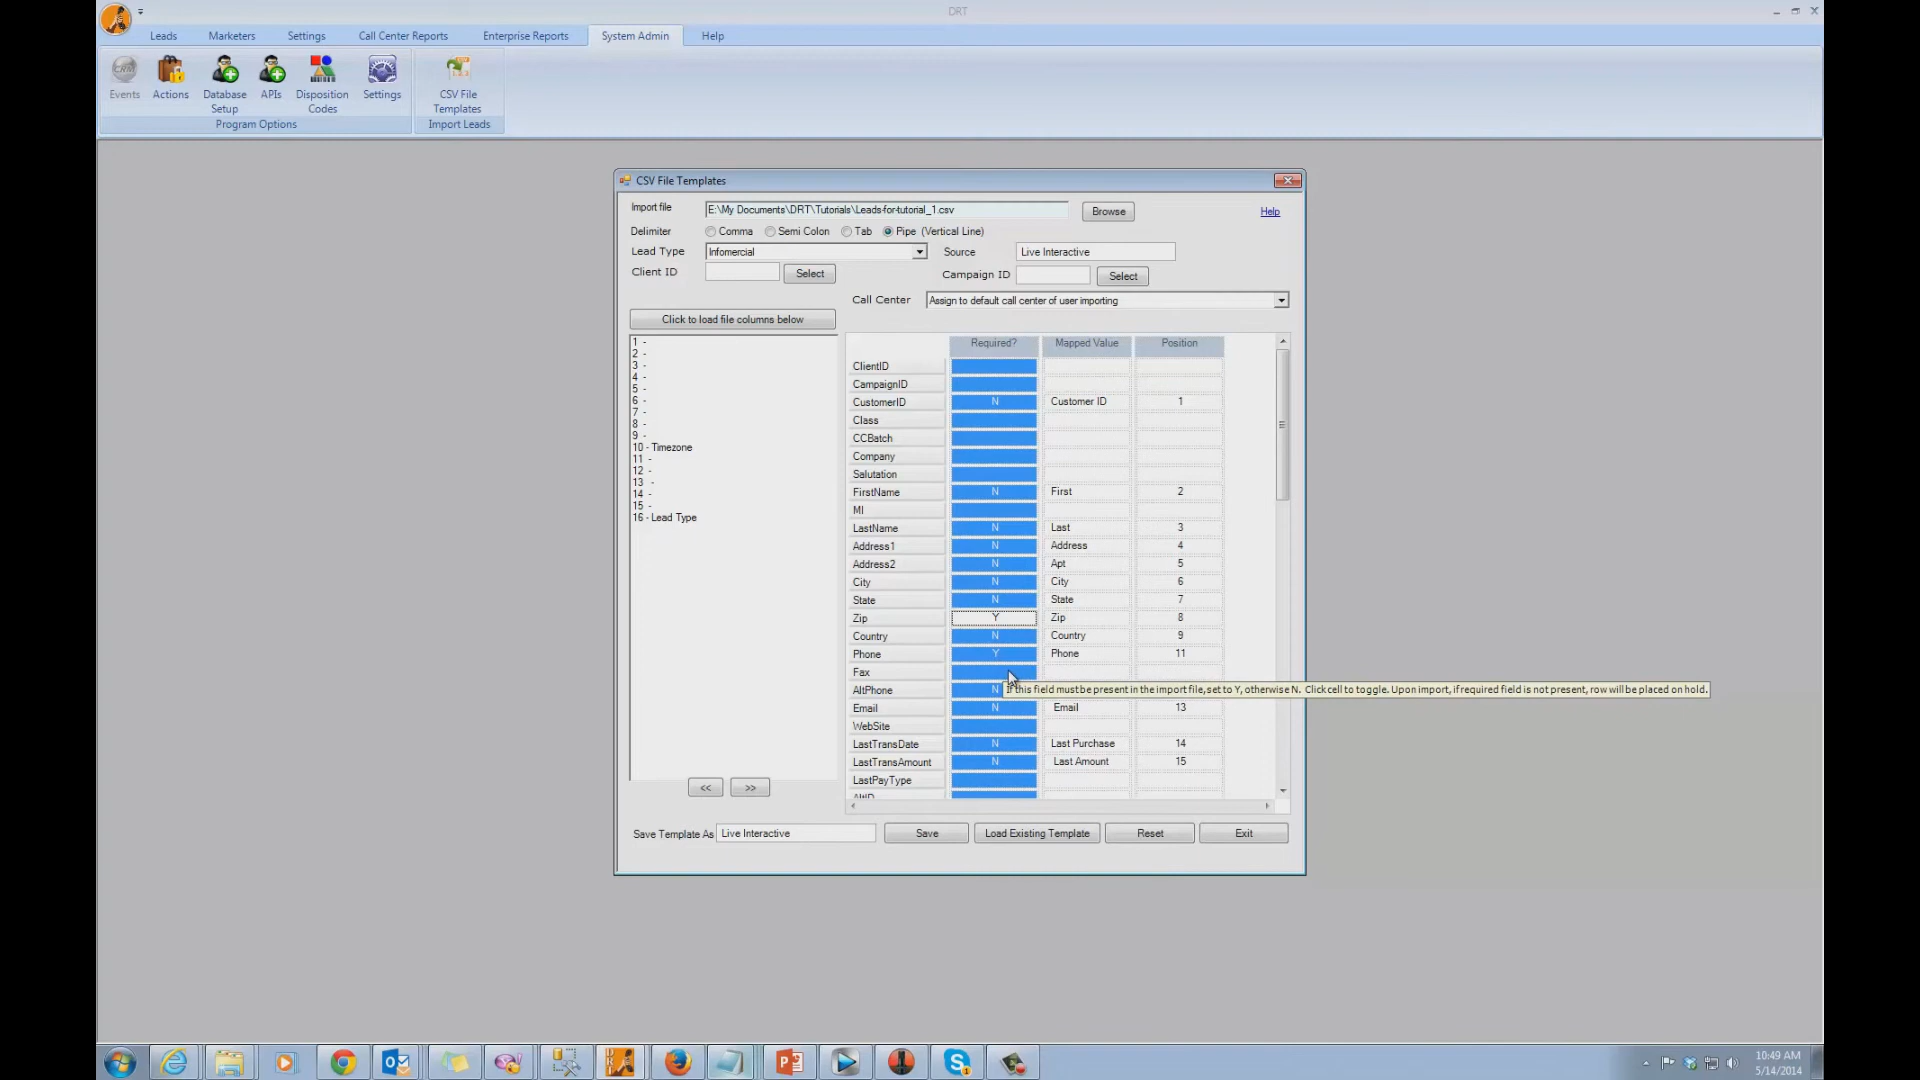 DRT
Leads Marketers Settings Call Center Reports Enterprise Reports System Admin Help
Events Actions Database Setup APIs Disposition Codes Settings CSV File Templates
Program Options Import Leads
CSV File Templates
Import file E:\My Documents\DRT\Tutorials\Leads-for-tutorial_1.csv Browse Help
Delimiter Comma Semi Colon Tab Pipe (Vertical Line)
Lead Type Infomercial Source Live Interactive
Client ID Select Campaign ID Select
Call Center Assign to default call center of user importing
Click to load file columns below
1 -
2 -
3 -
4 -
5 -
6 -
7 -
8 -
9 -
10 - Timezone
11 -
12 -
13 -
14 -
15 -
16 - Lead Type
<< >>
Required? Mapped Value Position
ClientID
CampaignID
CustomerID N Customer ID 1
Class
CCBatch
Company
Salutation
FirstName N First 2
MI
LastName N Last 3
Address1 N Address 4
Address2 N Apt 5
City N City 6
State N State 7
Zip Y Zip 8
Country N Country 9
Phone Y Phone 11
Fax
AltPhone N
If this field must be present in the import file, set to Y, otherwise N. Click cell to toggle. Upon import, if required field is not present, row will be placed on hold.
Email N Email 13
WebSite
LastTransDate N Last Purchase 14
LastTransAmount N Last Amount 15
LastPayType
Save Template As Live Interactive Save Load Existing Template Reset Exit
10:49 AM
5/14/2014